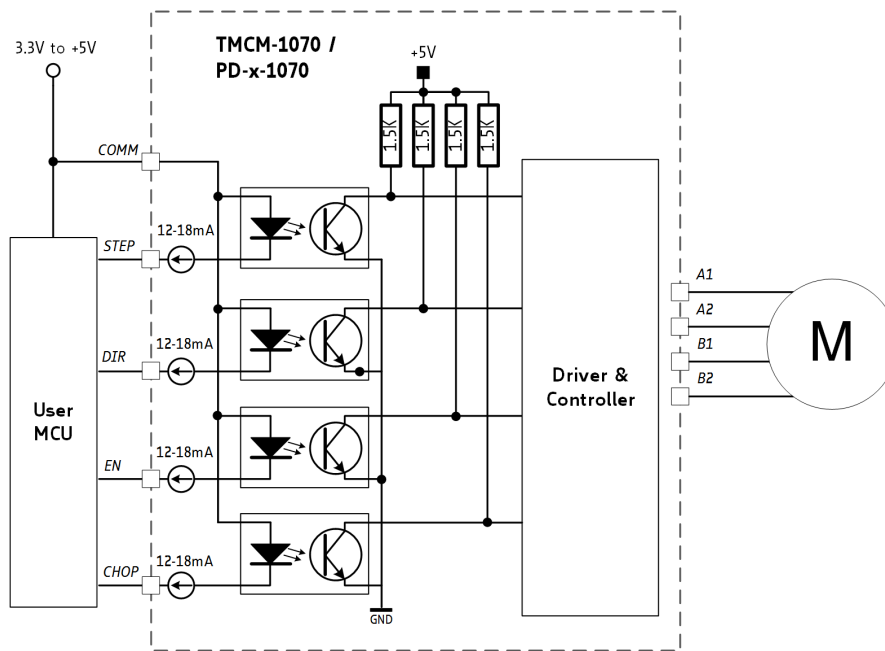 TMCM-1070 /
PD-x-1070
3.3V to +5V
+5V
1.5K
1.5K
1.5K
1.5K
COMM
STEP
12-18mA
DIR
12-18mA
EN
12-18mA
CHOP
12-18mA
User
MCU
Driver &
Controller
GND
A1
A2
B1
B2
M